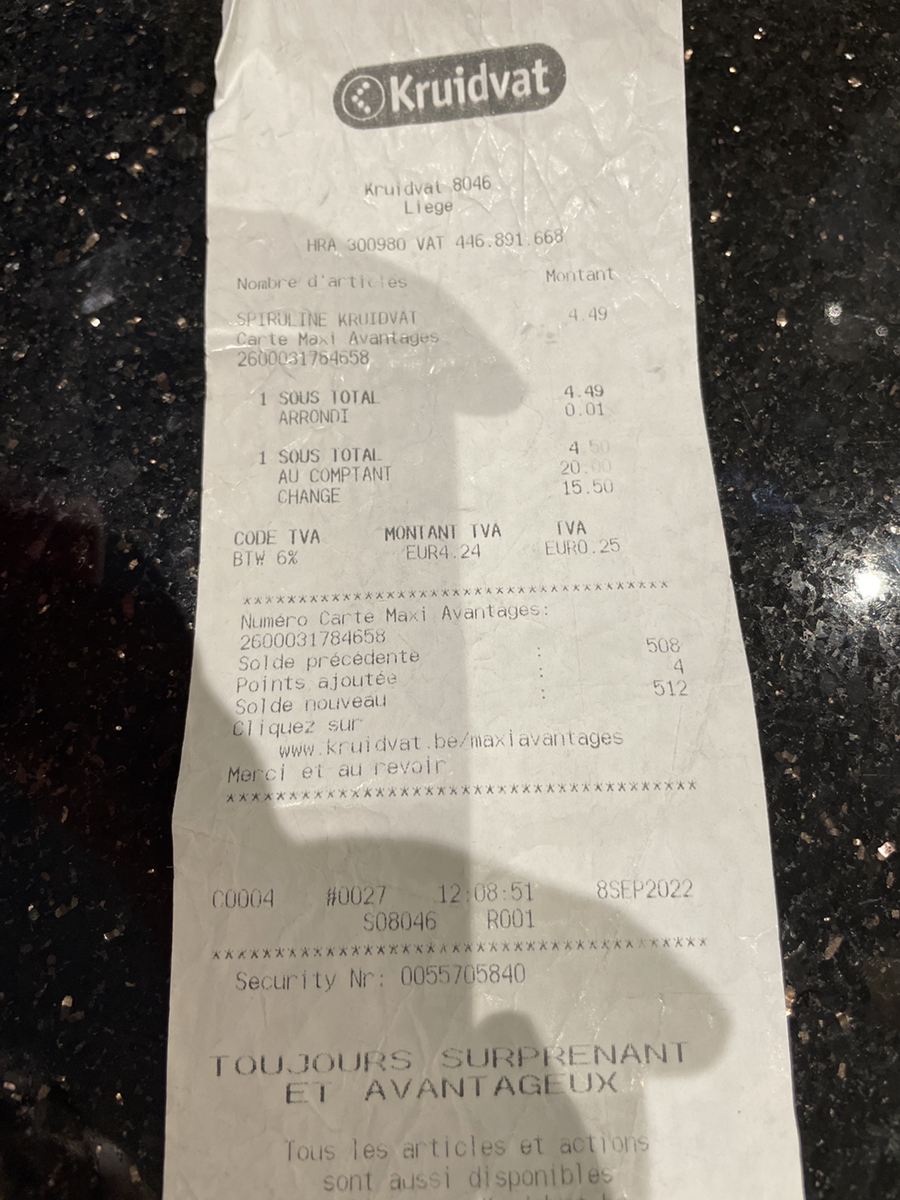 Kruidvat
Kruidvat 8046
Liege
HRA 300980 VAT 446.891.668
Nombre d'articles Montant
SPIRULINE KRUIDVAT 4.49
Carte Maxi Avantages
2600031784658
1 SOUS TOTAL 4.49
ARRONDI 0.01
1 SOUS TOTAL 4.50
AU COMPTANT 20.00
CHANGE 15.50
CODE TVA MONTANT TVA TVA
BTW 6% EUR4.24 EUR0.25
****************************************
Numéro Carte Maxi Avantages:
2600031784658
Solde précédente : 508
Points ajoutée : 4
Solde nouveau : 512
Cliquez sur
www.kruidvat.be/maxiavantages
Merci et au revoir
****************************************
C0004 #0027 12:08:51 8SEP2022
S08046 R001
****************************************
Security Nr: 0055705840
TOUJOURS SURPRENANT
ET AVANTAGEUX
Tous les articles et actions
sont aussi disponibles